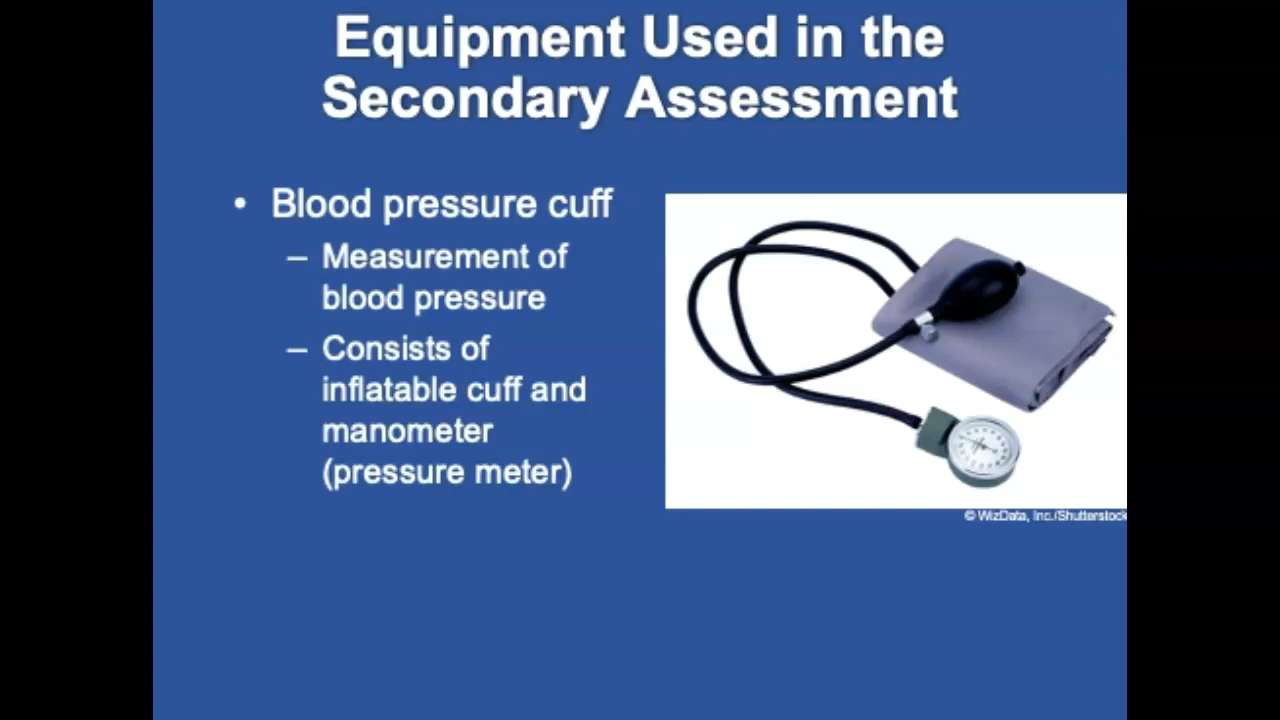 Equipment Used in the
Secondary Assessment
• Blood pressure cuff
– Measurement of
blood pressure
– Consists of
inflatable cuff and
manometer
(pressure meter)
© WizData, Inc./Shutterstock